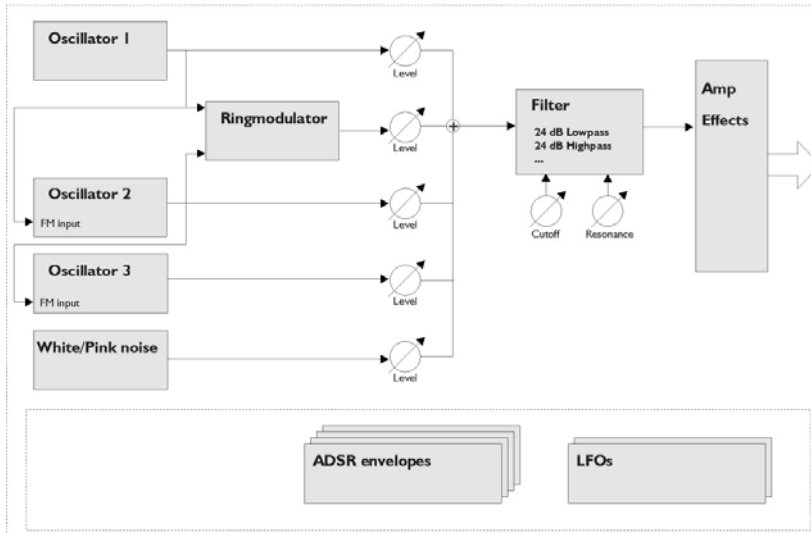 Oscillator 1
Level
Ringmodulator
Level
Oscillator 2
FM input
Level
Oscillator 3
FM input
Level
White/Pink noise
Level
Filter
24 dB Lowpass
24 dB Highpass
...
Cutoff
Resonance
Amp
Effects
ADSR envelopes
LFOs